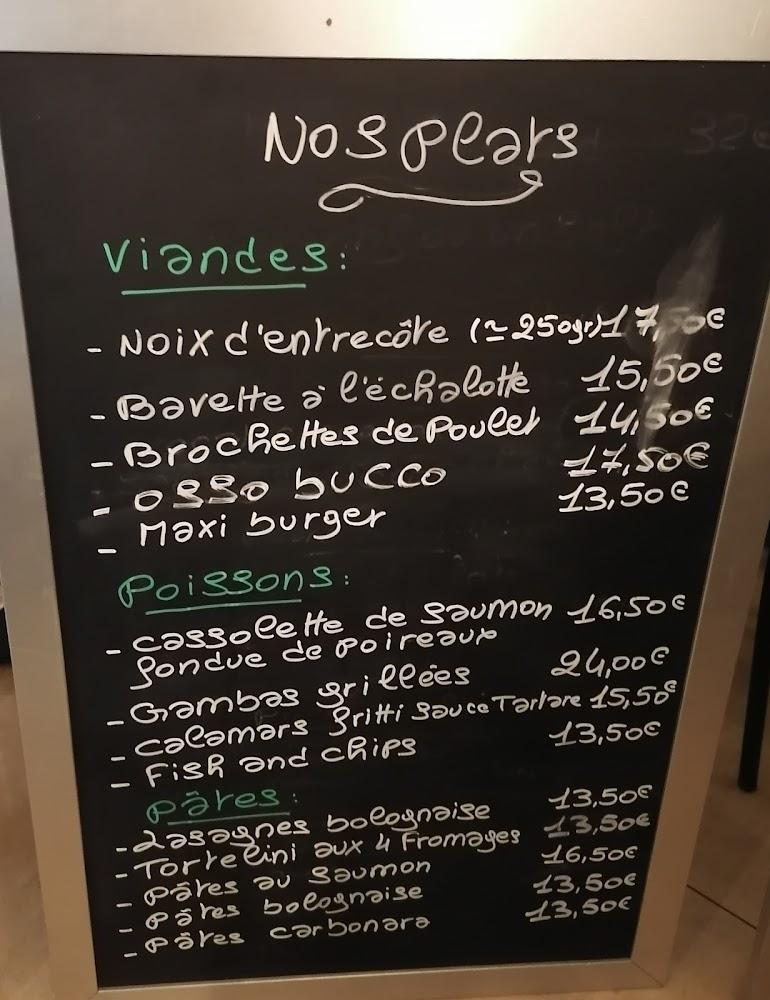 Nos plats
Viandes:
- Noix d'entrecôte (≃250gr) 17,50€
- Bavette à l'échalotte 15,50€
- Brochettes de Poulet 14,50€
- osso bucco 17,50€
- Maxi burger 13,50€
Poissons:
- cassolette de saumon 16,50€
fondue de poireaux
- Gambas grillées 24,00€
- calamars fritti sauce Tartare 15,50€
- Fish and chips 13,50€
Pâtes:
- Lasagnes bolognaise 13,50€
- Tortelini aux 4 Fromages 13,50€
- pâtes au saumon 16,50€
- pâtes bolognaise 13,50€
- pâtes carbonara 13,50€